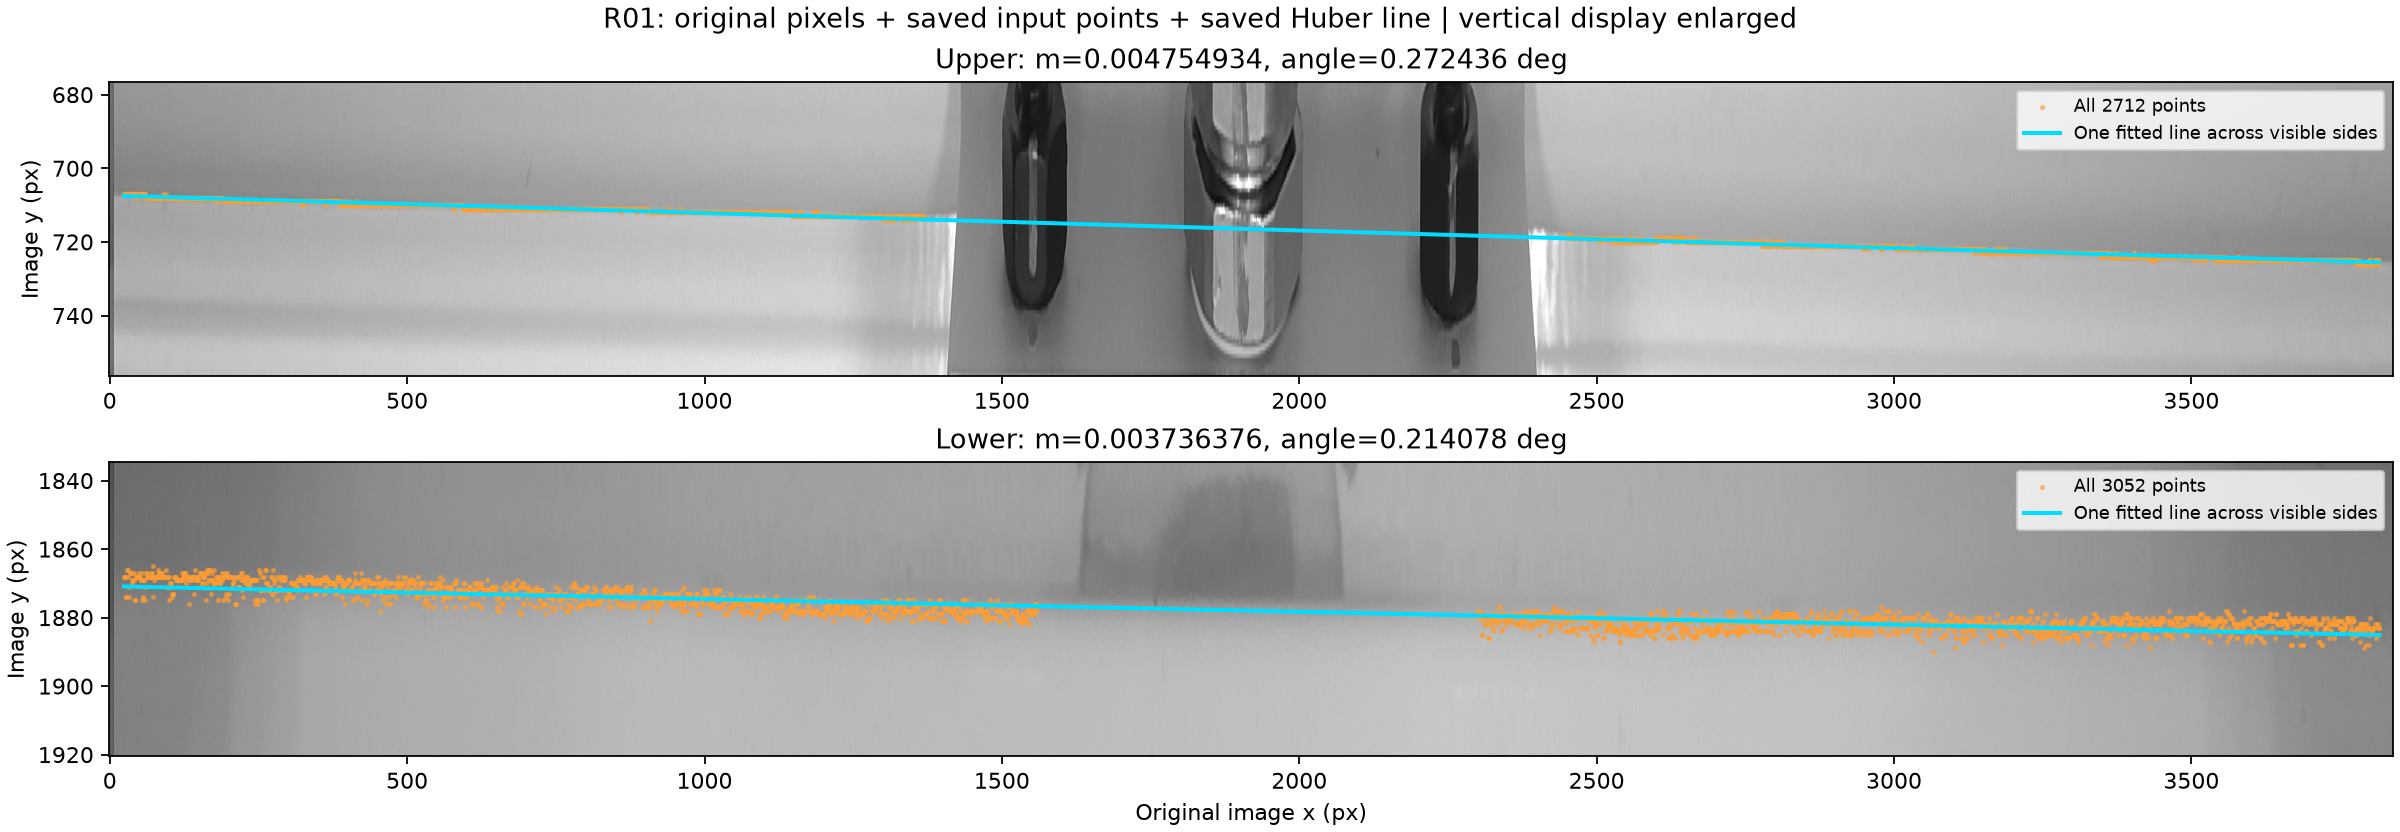 R01: original pixels + saved input points + saved Huber line | vertical display enlarged
Upper: m=0.004754934, angle=0.272436 deg
Image y (px)
680
700
720
740
All 2712 points
One fitted line across visible sides
0
500
1000
1500
2000
2500
3000
3500
Lower: m=0.003736376, angle=0.214078 deg
Image y (px)
1840
1860
1880
1900
1920
All 3052 points
One fitted line across visible sides
0
500
1000
1500
2000
2500
3000
3500
Original image x (px)